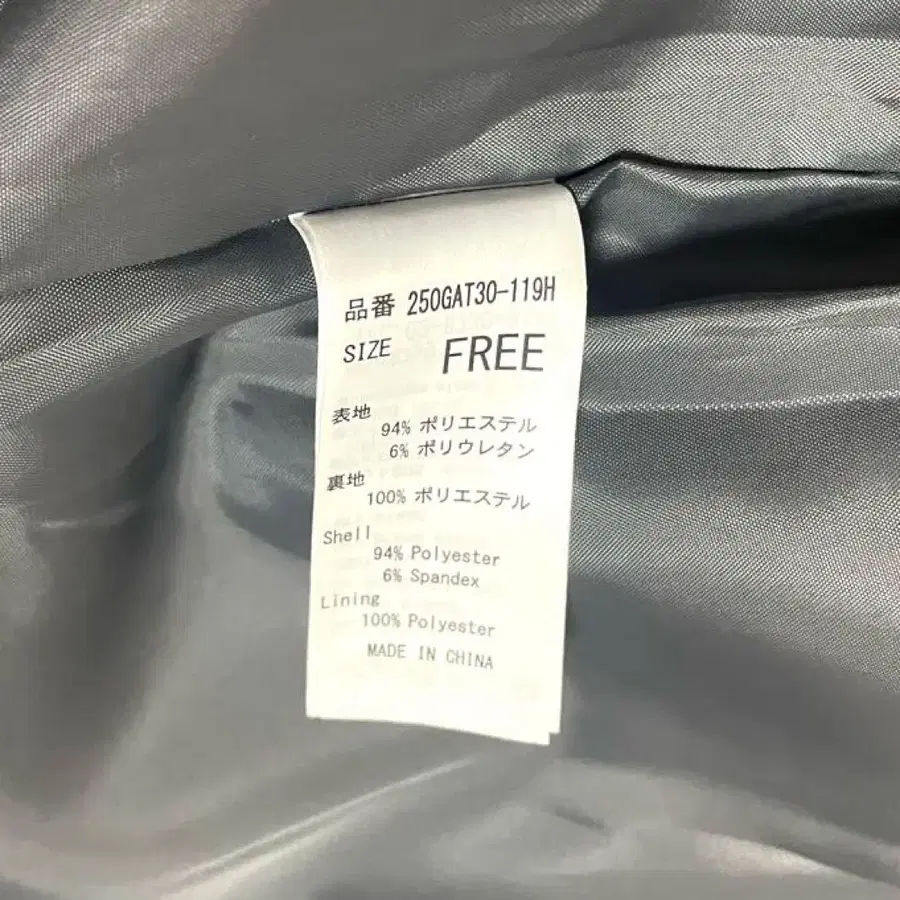 品番 250GAT30-119H
SIZE FREE
表地
94% ポリエステル
6% ポリウレタン
裏地
100% ポリエステル
Shell
94% Polyester
6% Spandex
Lining
100% Polyester
MADE IN CHINA